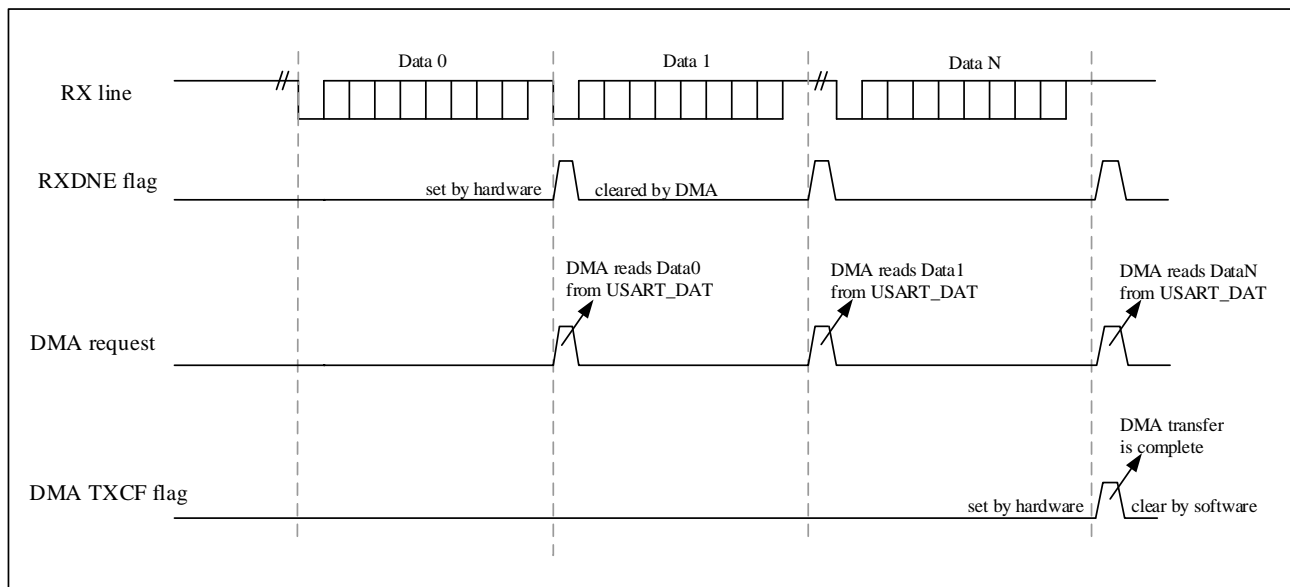 Data 0
Data 1
Data N
RX line
RXDNE flag
set by hardware
cleared by DMA
DMA reads Data0
from USART_DAT
DMA reads Data1
from USART_DAT
DMA reads DataN
from USART_DAT
DMA request
DMA transfer
is complete
DMA TXCF flag
set by hardware
clear by software